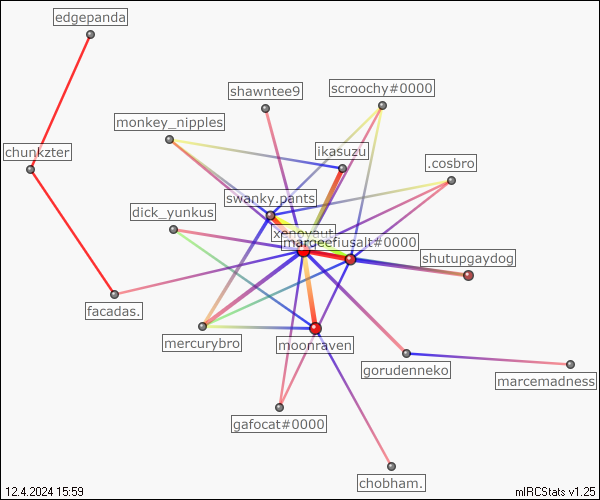 edgepanda
shawntee9
scroochy#0000
monkey_nipples
chunkzter
ikasuzu
.cosbro
swanky.pants
dick_yunkus
xenovaut
margeefiusalt#0000
shutupgaydog
facadas.
mercurybro
moonraven
gorudenneko
marcemadness
gafocat#0000
chobham.
12.4.2024 15:59
mIRCStats v1.25